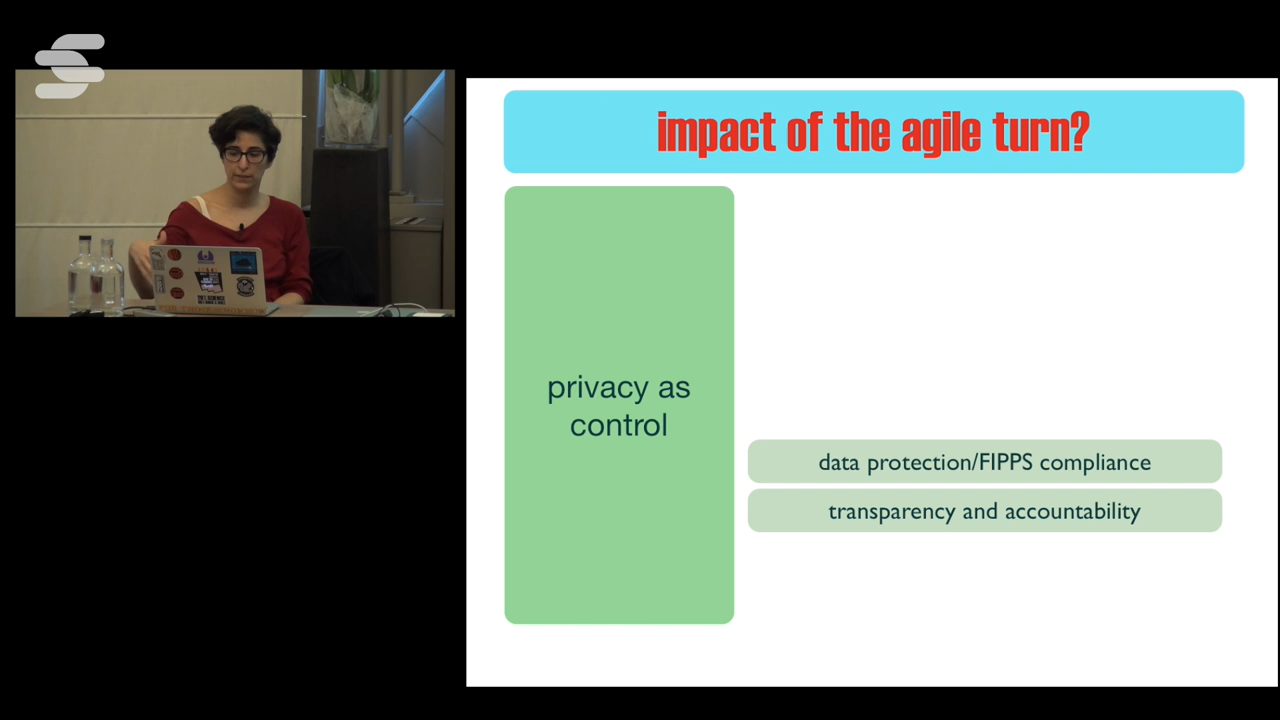 impact of the agile turn?
privacy as
control
data protection/FIPPS compliance
transparency and accountability